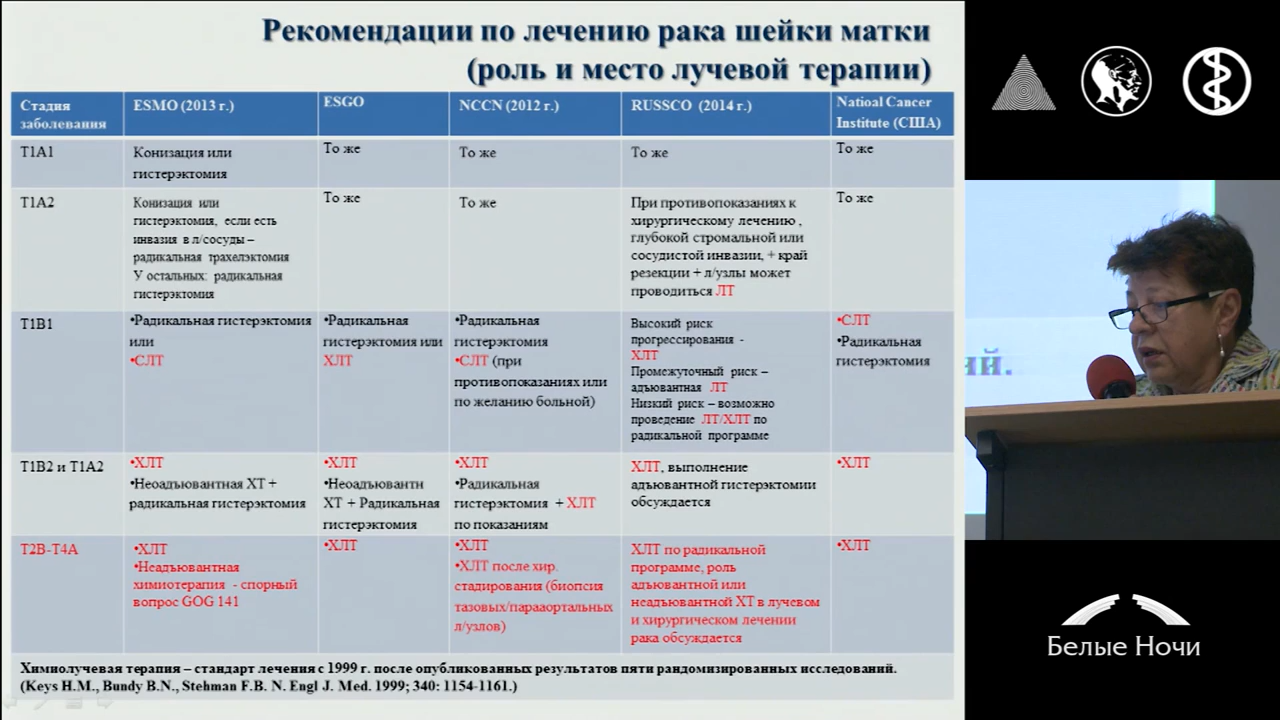 Рекомендации по лечению рака шейки матки
(роль и место лучевой терапии)
Стадия
заболевания
ESMO (2013 г.)
ESGO
NCCN (2012 г.)
RUSSCO (2014 г.)
Natioal Cancer
Institute (США)
T1A1
Конизация или
гистерэктомия
То же
То же
То же
То же
T1A2
Конизация или
гистерэктомия, если есть
инвазия в л/сосуды –
радикальная трахелэктомия
У остальных: радикальная
гистерэктомия
То же
То же
При противопоказаниях к
хирургическому лечению ,
глубокой стромальной или
сосудистой инвазии, + край
резекции + л/узлы может
проводиться ЛТ
То же
T1B1
•Радикальная гистерэктомия
или
•СЛТ
•Радикальная
гистерэктомия или
ХЛТ
•Радикальная
гистерэктомия
•СЛТ (при
противопоказаниях или
по желанию больной)
Высокий риск
прогрессирования -
ХЛТ
Промежуточный риск –
адъювантная ЛТ
Низкий риск – возможно
проведение ЛТ/ХЛТ по
радикальной программе
•СЛТ
•Радикальная
гистерэктомия
T1B2 и T1A2
•ХЛТ
•Неоадъювантная ХТ +
радикальная гистерэктомия
•ХЛТ
•Неоадъювантн
ХТ + Радикальная
гистерэктомия
•ХЛТ
•Радикальная
гистерэктомия + ХЛТ
по показаниям
ХЛТ, выполнение
адъювантной гистерэктомии
обсуждается
•ХЛТ
T2B-T4A
•ХЛТ
•Неадъювантная
химиотерапия - спорный
вопрос GOG 141
•ХЛТ
•ХЛТ
•ХЛТ после хир.
стадирования (биопсия
тазовых/парааортальных
л/узлов)
ХЛТ по радикальной
программе, роль
адъювантной или
неадъювантной ХТ в лучевом
и хирургическом лечении
рака обсуждается
•ХЛТ
Химиолучевая терапия – стандарт лечения с 1999 г. после опубликованных результатов пяти рандомизированных исследований.
(Keys H.M., Bundy B.N., Stehman F.B. N. Engl J. Med. 1999; 340: 1154-1161.)
ий.
Белые Ночи